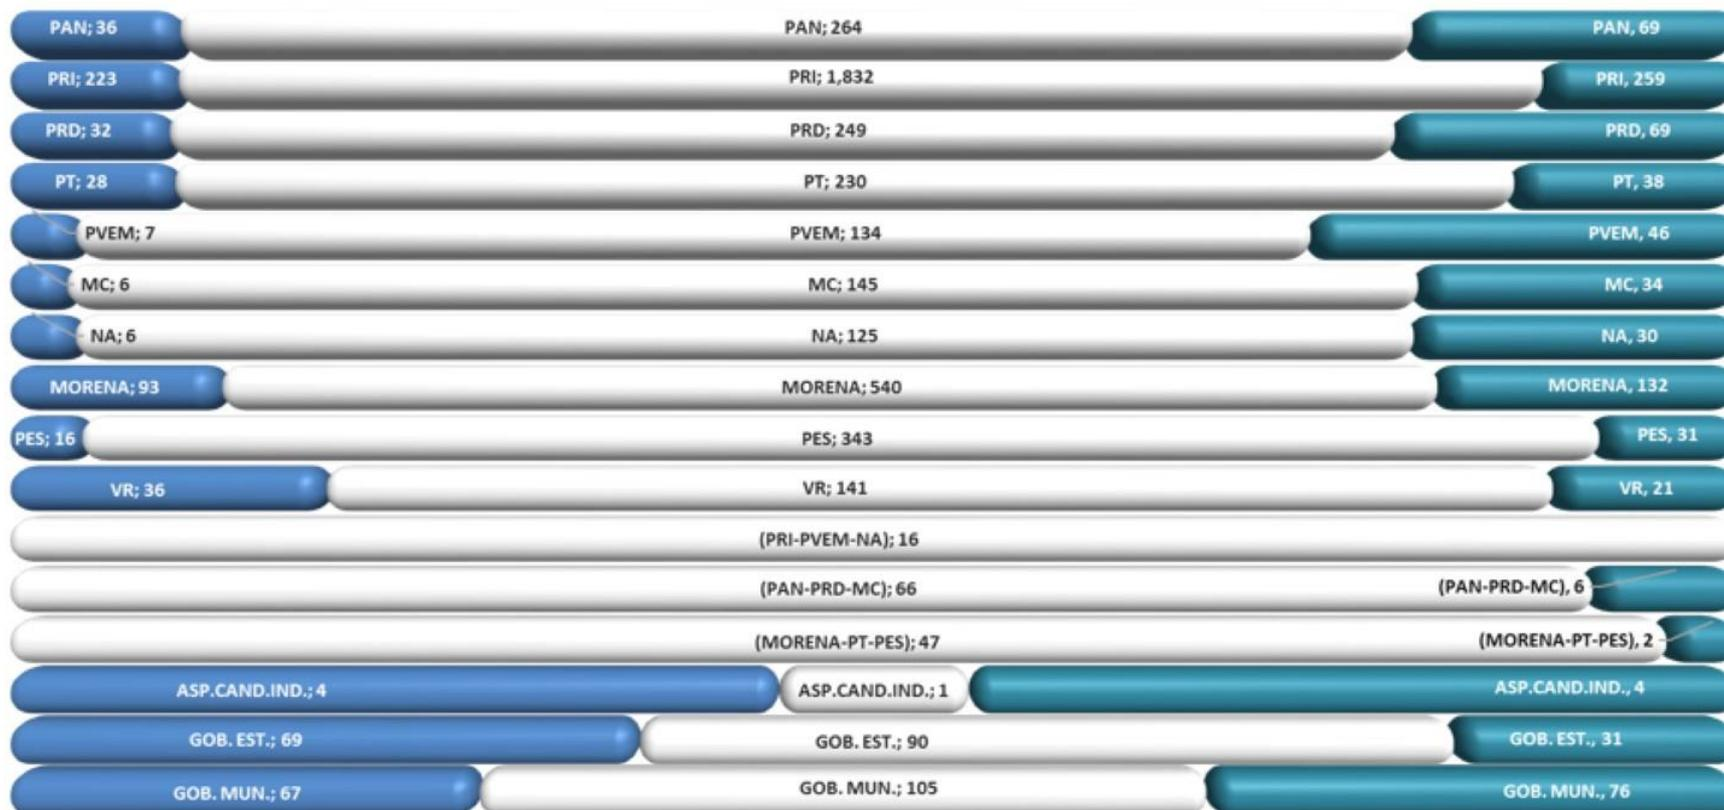 PAN; 36 PAN; 264 PAN, 69
PRI; 223 PRI; 1,832 PRI, 259
PRD; 32 PRD; 249 PRD, 69
PT; 28 PT; 230 PT, 38
PVEM; 7 PVEM; 134 PVEM, 46
MC; 6 MC; 145 MC, 34
NA; 6 NA; 125 NA, 30
MORENA; 93 MORENA; 540 MORENA, 132
PES; 16 PES; 343 PES, 31
VR; 36 VR; 141 VR, 21
(PRI-PVEM-NA); 16
(PAN-PRD-MC); 66 (PAN-PRD-MC), 6
(MORENA-PT-PES); 47 (MORENA-PT-PES), 2
ASP.CAND.IND.; 4 ASP.CAND.IND.; 1 ASP.CAND.IND., 4
GOB. EST.; 69 GOB. EST.; 90 GOB. EST., 31
GOB. MUN.; 67 GOB. MUN.; 105 GOB. MUN., 76